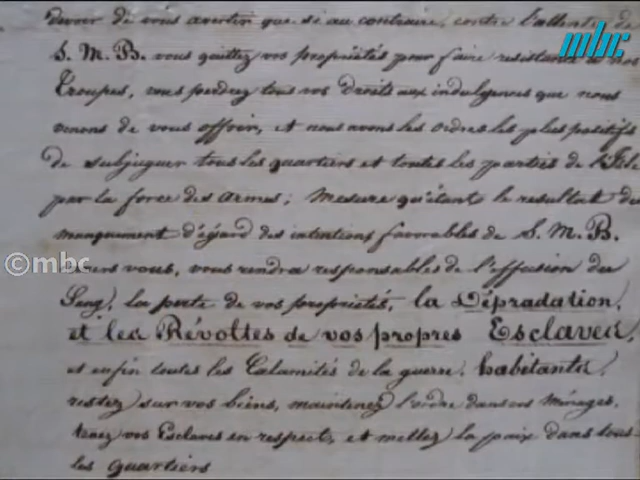 devoir de vous avertir que si au contraire, contre l'attente de
mbc
S. M. B. vous quittez vos propriétés pour faire resistance à nos
Troupes, vous perdrez tous vos droits aux indulgences que nous
venons de vous offrir, et nous avons les ordres les plus positifs
de subjuguer tous les quartiers et toutes les parties de l'Isle
par la force des armes; Mesure qu'étant le resultat du
manquement d'égard des intentions favorables de S. M. B.
©mbc
envers vous, vous rendra responsables de l'effusion du
Sang, la perte de vos propriétés, la Dépradation,
et les Révoltes de vos propres Esclaves,
et enfin toutes les Calamités de la guerre, habitantes,
restez sur vos biens, maintenez l'ordre dans vos ménages,
tenez vos Esclaves en respect, et mettez la paix dans tous
les quartiers